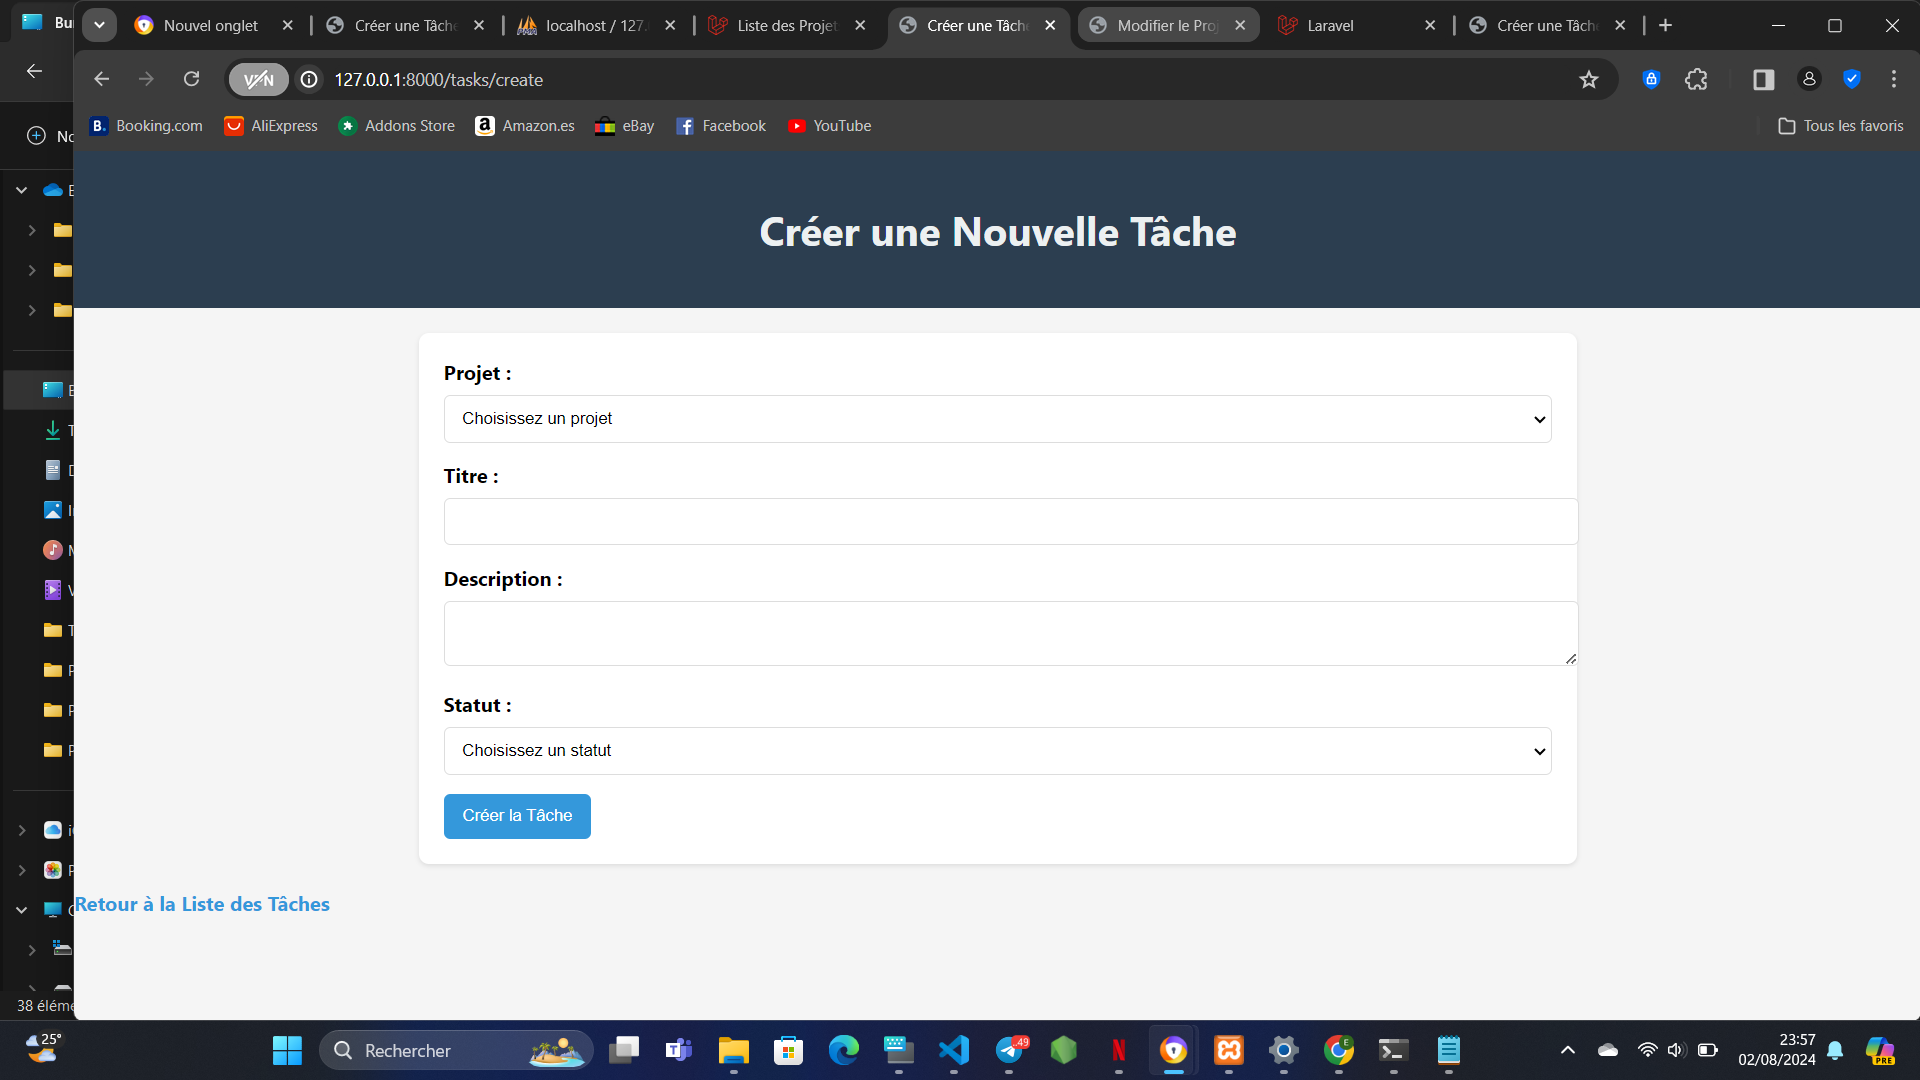 Bu
Nouvel onglet
Créer une Tâche
localhost / 127.
Liste des Projet
Créer une Tâche
Modifier le Proj
Laravel
Créer une Tâche
VPN
127.0.0.1:8000/tasks/create
Booking.com
AliExpress
Addons Store
Amazon.es
eBay
Facebook
YouTube
Tous les favoris
No
Créer une Nouvelle Tâche
Projet :
Choisissez un projet
Titre :
Description :
Statut :
Choisissez un statut
Créer la Tâche
Retour à la Liste des Tâches
38 éléme
25°
Rechercher
..49
23:57
02/08/2024
PRE